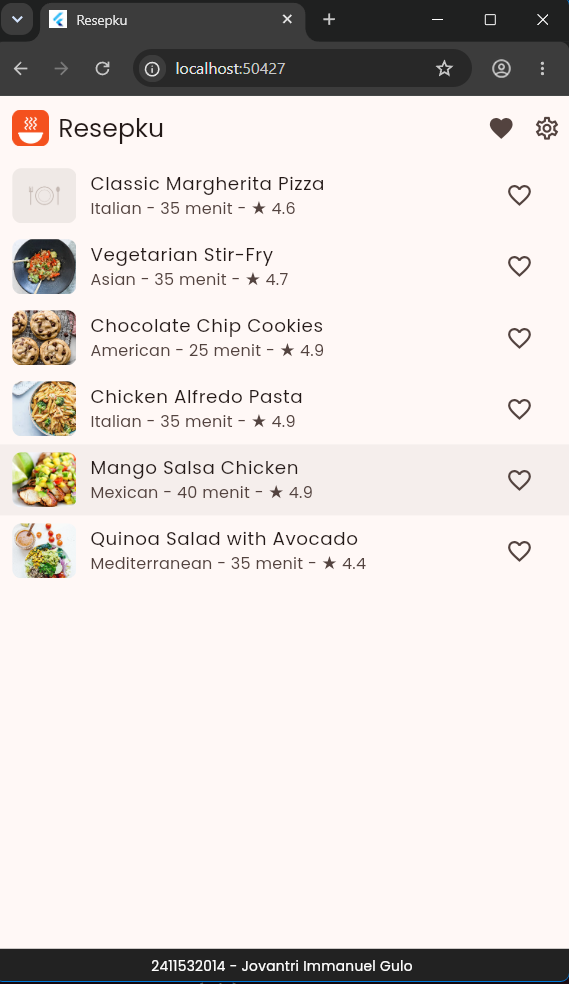 Resepku
localhost:50427
Resepku
Classic Margherita Pizza
Italian - 35 menit - ★ 4.6
Vegetarian Stir-Fry
Asian - 35 menit - ★ 4.7
Chocolate Chip Cookies
American - 25 menit - ★ 4.9
Chicken Alfredo Pasta
Italian - 35 menit - ★ 4.9
Mango Salsa Chicken
Mexican - 40 menit - ★ 4.9
Quinoa Salad with Avocado
Mediterranean - 35 menit - ★ 4.4
2411532014 - Jovantri Immanuel Gulo